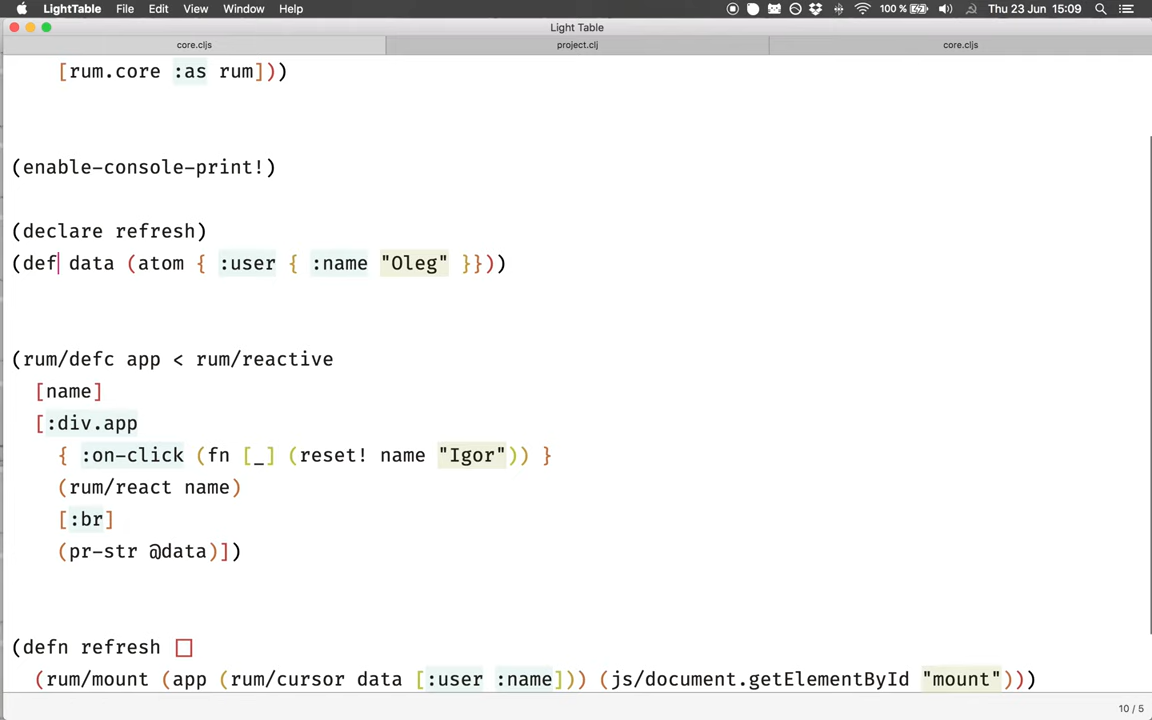 LightTable File Edit View Window Help 100 % Thu 23 Jun 15:09
Light Table
core.cljs project.clj core.cljs
[rum.core :as rum]))
(enable-console-print!)
(declare refresh)
(def data (atom { :user { :name "Oleg" }}))
(rum/defc app < rum/reactive
[name]
[:div.app
{ :on-click (fn [_] (reset! name "Igor")) }
(rum/react name)
[:br]
(pr-str @data)])
(defn refresh []
(rum/mount (app (rum/cursor data [:user :name])) (js/document.getElementById "mount")))
10 / 5